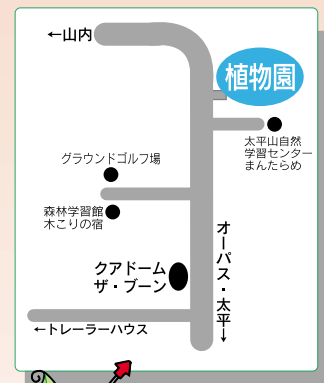 ←山内
植物園
太平山自然
学習センター
まんたらめ
グラウンドゴルフ場
森林学習館
木こりの宿
クアドーム
ザ・ブーン
オーパス・太平→
←トレーラーハウス